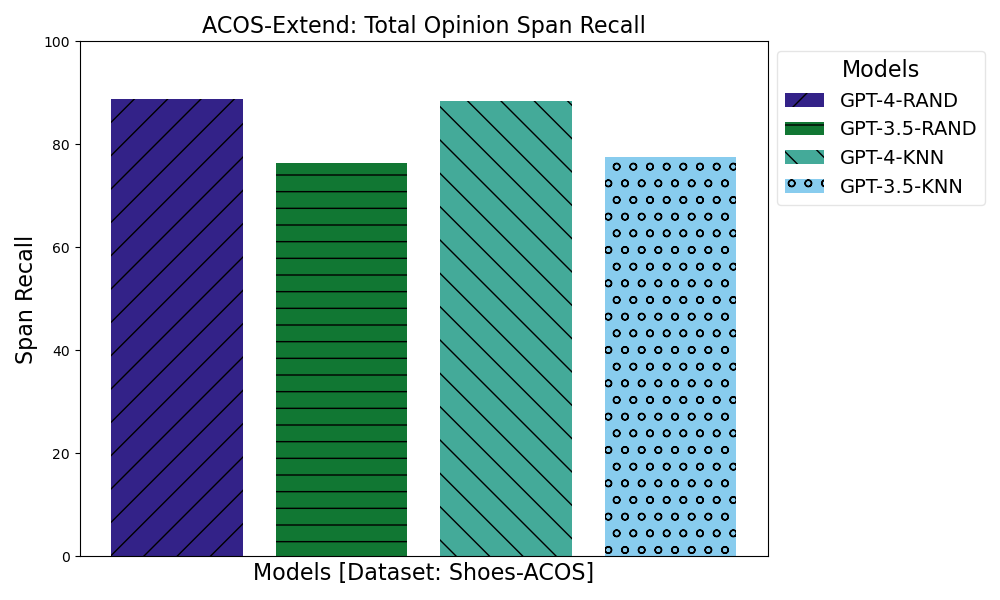 ACOS-Extend: Total Opinion Span Recall
100
80
60
40
20
0
Span Recall
Models [Dataset: Shoes-ACOS]
Models
GPT-4-RAND
GPT-3.5-RAND
GPT-4-KNN
GPT-3.5-KNN